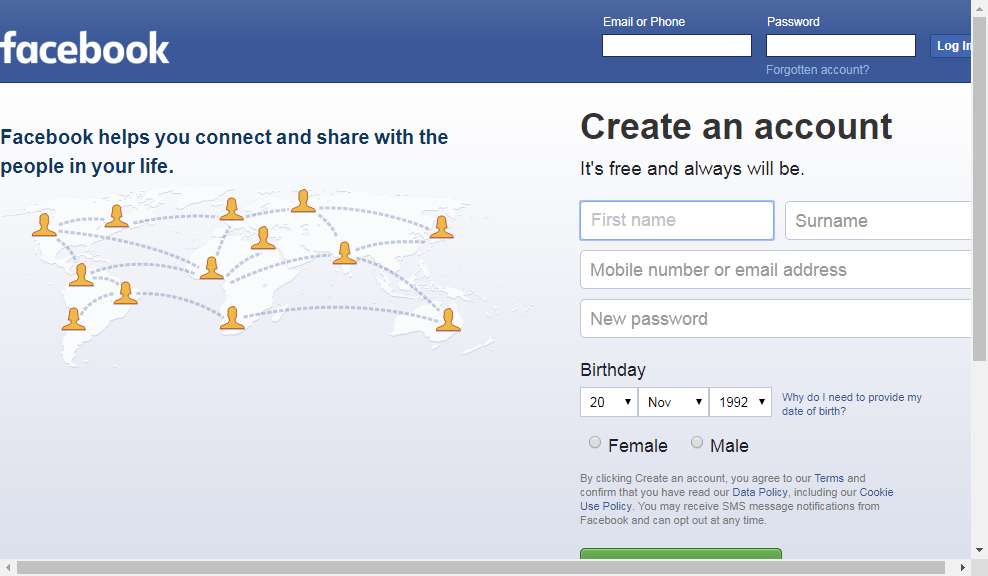 facebook
Email or Phone
Password
Log In
Forgotten account?
Facebook helps you connect and share with the
people in your life.
Create an account
It's free and always will be.
First name
Surname
Mobile number or email address
New password
Birthday
20 Nov 1992
Why do I need to provide my
date of birth?
Female Male
By clicking Create an account, you agree to our Terms and
confirm that you have read our Data Policy, including our Cookie
Use Policy. You may receive SMS message notifications from
Facebook and can opt out at any time.